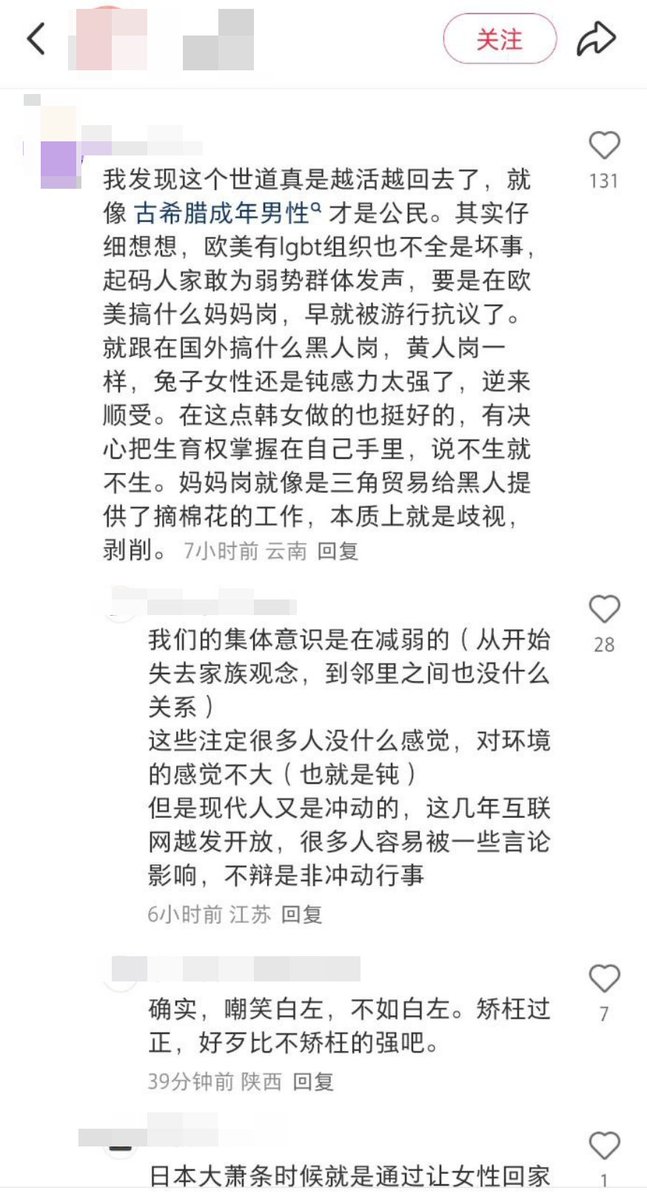 关注
131
我发现这个世道真是越活越回去了，就
像 古希腊成年男性 才是公民。其实仔
细想想，欧美有lgbt组织也不全是坏事，
起码人家敢为弱势群体发声，要是在欧
美搞什么妈妈岗，早就被游行抗议了。
就跟在国外搞什么黑人岗，黄人岗一
样，兔子女性还是钝感力太强了，逆来
顺受。在这点韩女做的也挺好的，有决
心把生育权掌握在自己手里，说不生就
不生。妈妈岗就像是三角贸易给黑人提
供了摘棉花的工作，本质上就是歧视，
剥削。 7小时前 云南 回复
28
我们的集体意识是在减弱的（从开始
失去家族观念，到邻里之间也没什么
关系）
这些注定很多人没什么感觉，对环境
的感觉不大（也就是钝）
但是现代人又是冲动的，这几年互联
网越发开放，很多人容易被一些言论
影响，不辩是非冲动行事
6小时前 江苏 回复
7
确实，嘲笑白左，不如白左。矫枉过
正，好歹比不矫枉的强吧。
39分钟前 陕西 回复
1
日本大萧条时候就是通过让女性回家